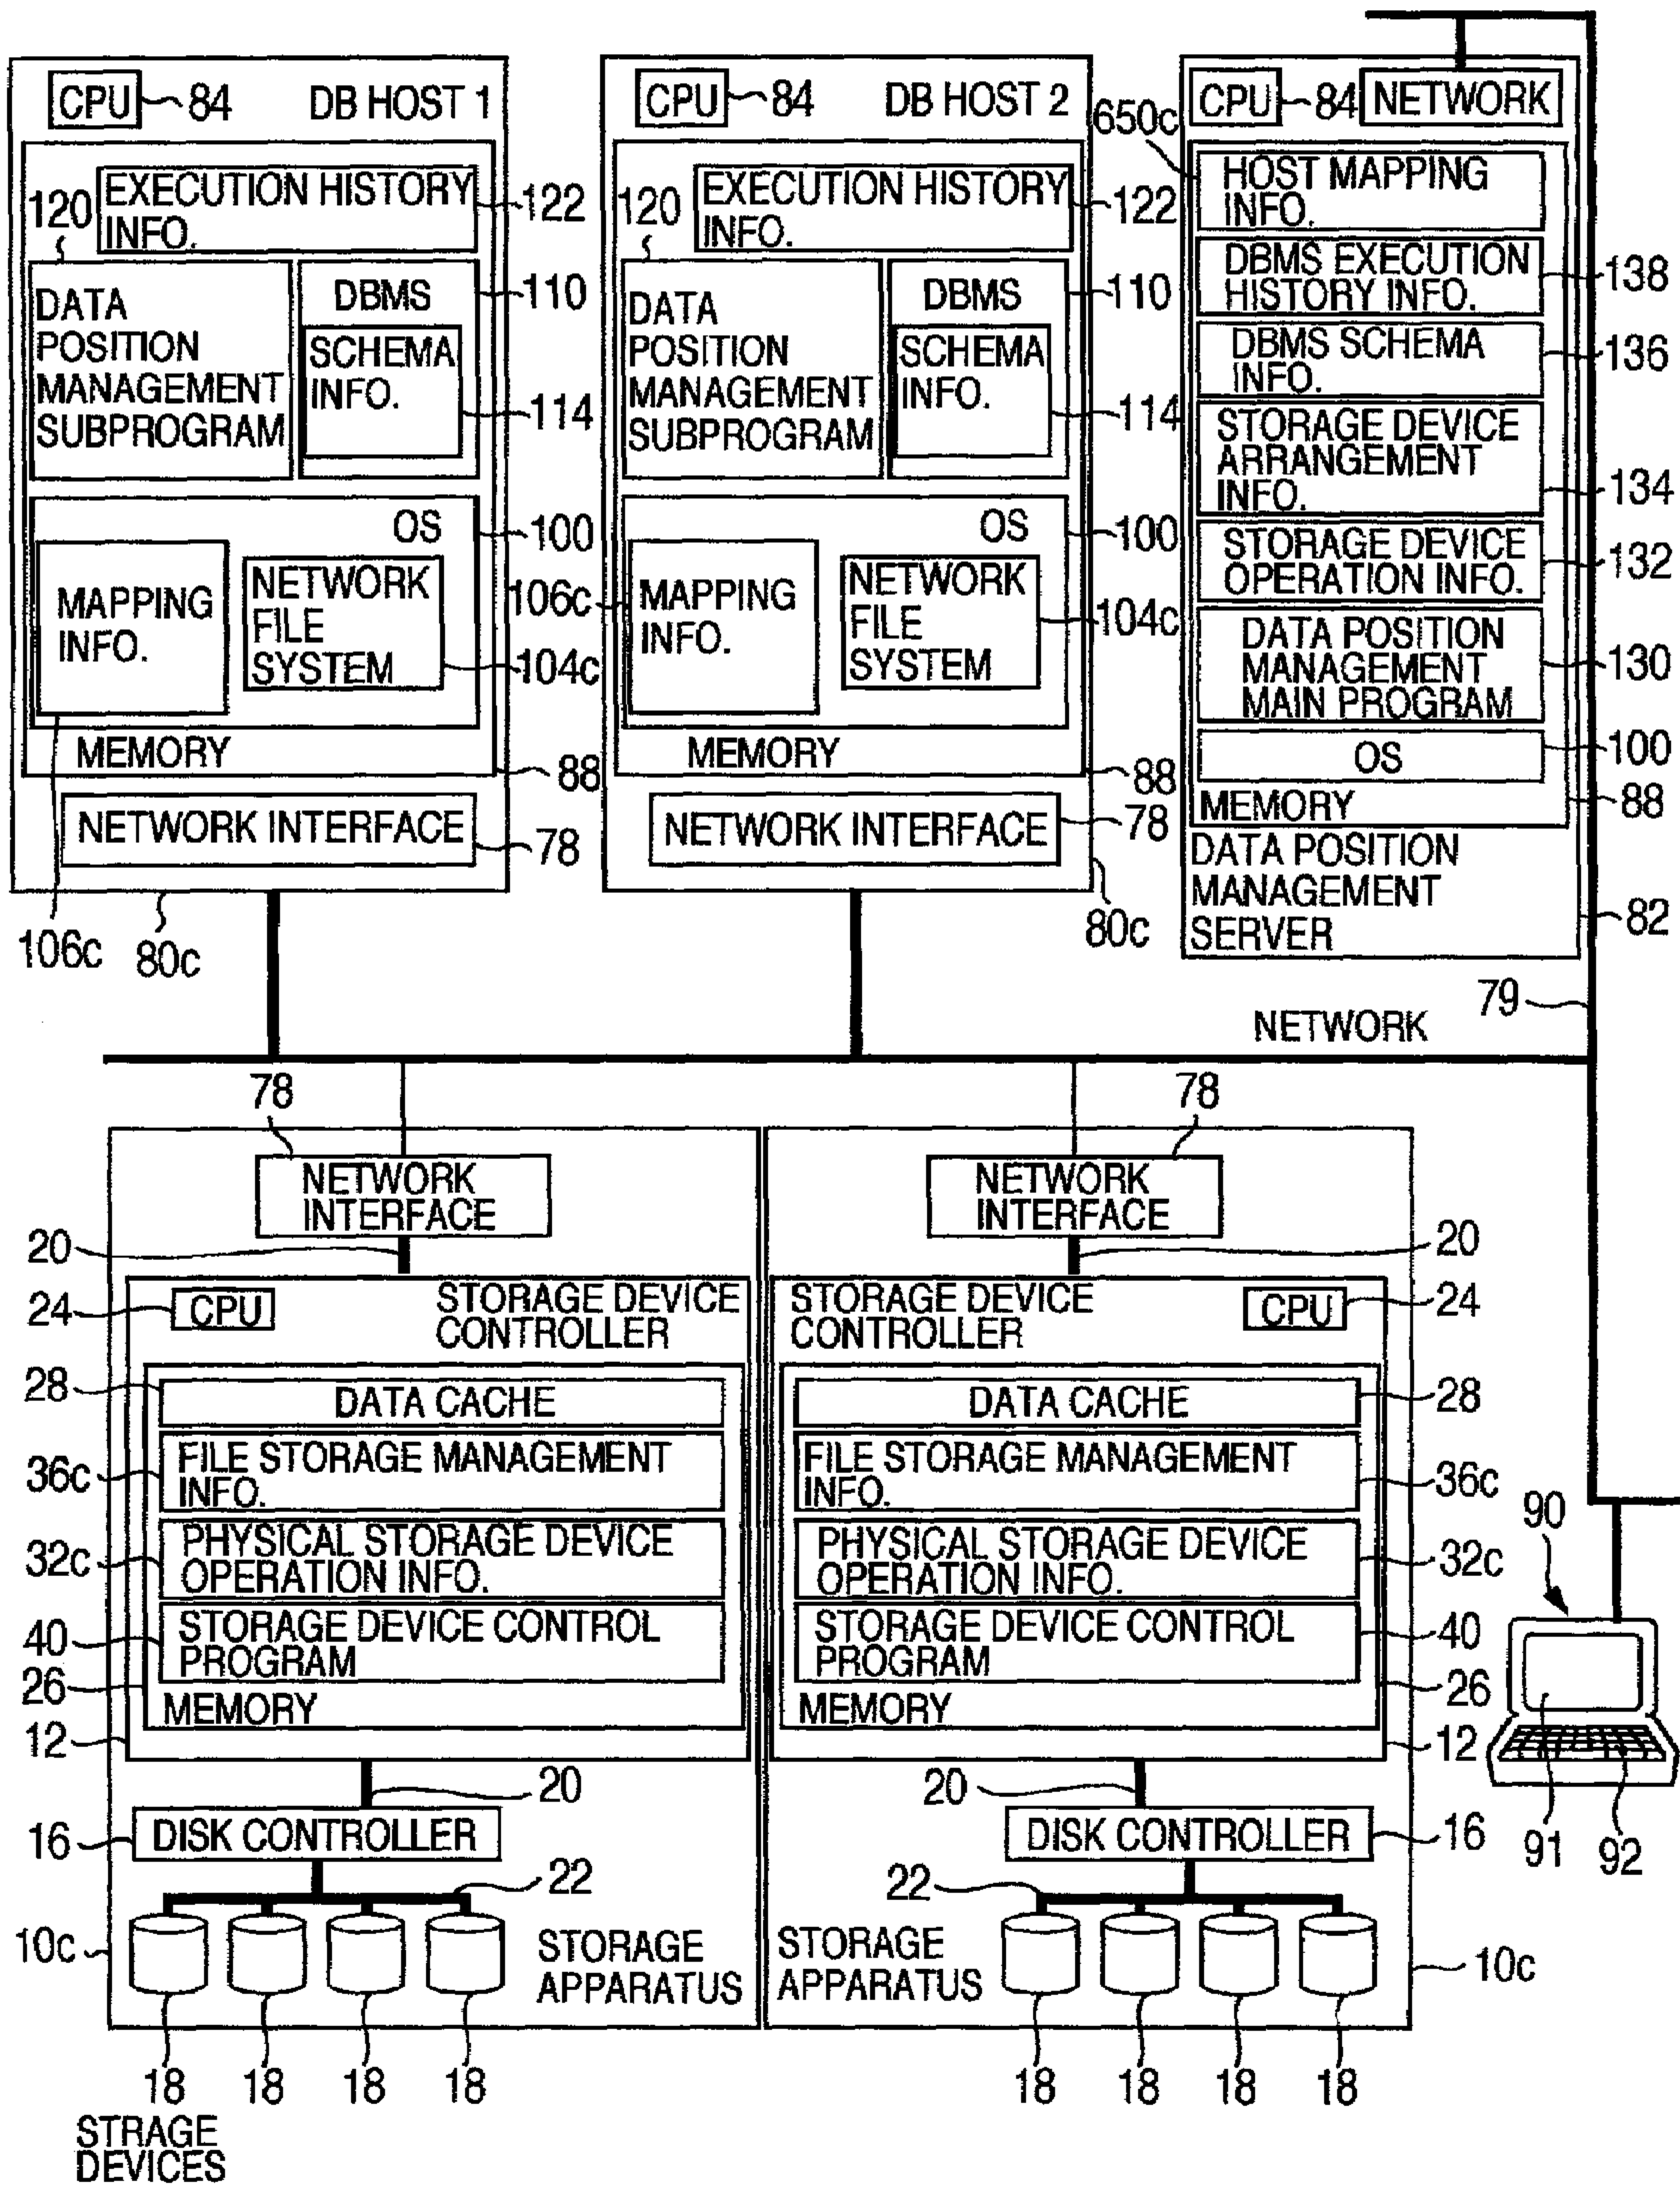 CPU 84 DB HOST 1
EXECUTION HISTORY
INFO.
120
122
DATA
POSITION
MANAGEMENT
SUBPROGRAM
DBMS
110
SCHEMA
INFO.
114
OS
100
MAPPING
INFO.
NETWORK
FILE
SYSTEM
104c
MEMORY
88
NETWORK INTERFACE
78
106c
80c
CPU 84 DB HOST 2
EXECUTION HISTORY
INFO.
120
122
DATA
POSITION
MANAGEMENT
SUBPROGRAM
DBMS
110
SCHEMA
INFO.
114
OS
100
106c
MAPPING
INFO.
NETWORK
FILE
SYSTEM
104c
MEMORY
88
NETWORK INTERFACE
78
80c
CPU 84 NETWORK
650c
HOST MAPPING
INFO.
DBMS EXECUTION
HISTORY INFO.
138
DBMS SCHEMA
INFO.
136
STORAGE DEVICE
ARRANGEMENT
INFO.
134
STORAGE DEVICE
OPERATION INFO.
132
DATA POSITION
MANAGEMENT
MAIN PROGRAM
130
OS
100
MEMORY
88
DATA POSITION
MANAGEMENT
SERVER
82
79
NETWORK
78
NETWORK
INTERFACE
20
24
CPU
STORAGE DEVICE
CONTROLLER
28
DATA CACHE
36c
FILE STORAGE MANAGEMENT
INFO.
32c
PHYSICAL STORAGE DEVICE
OPERATION INFO.
40
STORAGE DEVICE CONTROL
PROGRAM
26
MEMORY
12
20
16
DISK CONTROLLER
22
10c
STORAGE
APPARATUS
18 18 18 18
STRAGE
DEVICES
78
NETWORK
INTERFACE
20
STORAGE DEVICE
CONTROLLER
CPU
24
DATA CACHE
28
FILE STORAGE MANAGEMENT
INFO.
36c
PHYSICAL STORAGE DEVICE
OPERATION INFO.
32c
STORAGE DEVICE CONTROL
PROGRAM
40
MEMORY
26
12
20
DISK CONTROLLER
16
22
STORAGE
APPARATUS
10c
18 18 18 18
90
91 92